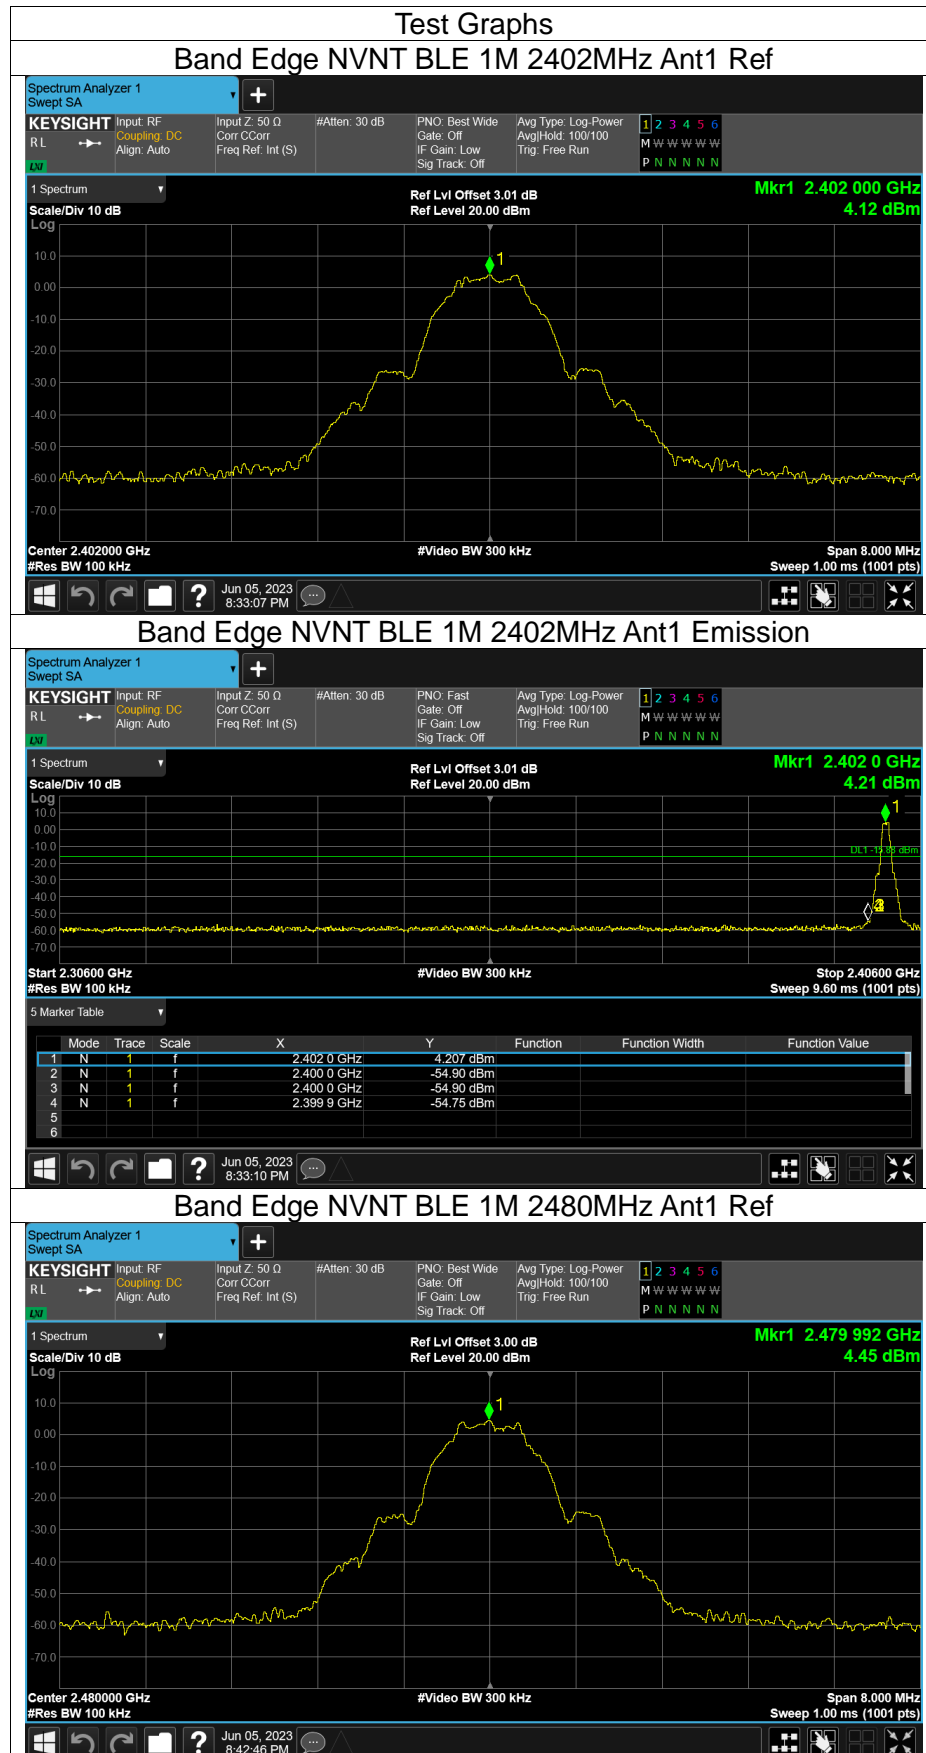 Test Graphs
Band Edge NVNT BLE 1M 2402MHz Ant1 Ref
Spectrum Analyzer 1
Swept SA
KEYSIGHT Input: RF Input Z: 50 Ω #Atten: 30 dB PNO: Best Wide Avg Type: Log-Power 1 2 3 4 5 6
RL Coupling: DC Corr CCorr Gate: Off Avg|Hold: 100/100 M W W W W W
Align: Auto Freq Ref: Int (S) IF Gain: Low Trig: Free Run
LXI Sig Track: Off P N N N N N
1 Spectrum Ref Lvl Offset 3.01 dB Mkr1 2.402 000 GHz
Scale/Div 10 dB Ref Level 20.00 dBm 4.12 dBm
Log
1
10.0
0.00
-10.0
-20.0
-30.0
-40.0
-50.0
-60.0
-70.0
Center 2.402000 GHz #Video BW 300 kHz Span 8.000 MHz
#Res BW 100 kHz Sweep 1.00 ms (1001 pts)
? Jun 05, 2023
8:33:07 PM
Band Edge NVNT BLE 1M 2402MHz Ant1 Emission
Spectrum Analyzer 1
Swept SA
KEYSIGHT Input: RF Input Z: 50 Ω #Atten: 30 dB PNO: Fast Avg Type: Log-Power 1 2 3 4 5 6
RL Coupling: DC Corr CCorr Gate: Off Avg|Hold: 100/100 M W W W W W
Align: Auto Freq Ref: Int (S) IF Gain: Low Trig: Free Run
LXI Sig Track: Off P N N N N N
1 Spectrum Ref Lvl Offset 3.01 dB Mkr1 2.402 0 GHz
Scale/Div 10 dB Ref Level 20.00 dBm 4.21 dBm
Log
1
10.0
0.00
-10.0
DL1 -15.88 dBm
-20.0
-30.0
-40.0
-50.0
-60.0
-70.0
Start 2.30600 GHz #Video BW 300 kHz Stop 2.40600 GHz
#Res BW 100 kHz Sweep 9.60 ms (1001 pts)
5 Marker Table
Mode Trace Scale X Y Function Function Width Function Value
1 N 1 f 2.402 0 GHz 4.207 dBm
2 N 1 f 2.400 0 GHz -54.90 dBm
3 N 1 f 2.400 0 GHz -54.90 dBm
4 N 1 f 2.399 9 GHz -54.75 dBm
5
6
? Jun 05, 2023
8:33:10 PM
Band Edge NVNT BLE 1M 2480MHz Ant1 Ref
Spectrum Analyzer 1
Swept SA
KEYSIGHT Input: RF Input Z: 50 Ω #Atten: 30 dB PNO: Best Wide Avg Type: Log-Power 1 2 3 4 5 6
RL Coupling: DC Corr CCorr Gate: Off Avg|Hold: 100/100 M W W W W W
Align: Auto Freq Ref: Int (S) IF Gain: Low Trig: Free Run
LXI Sig Track: Off P N N N N N
1 Spectrum Ref Lvl Offset 3.00 dB Mkr1 2.479 992 GHz
Scale/Div 10 dB Ref Level 20.00 dBm 4.45 dBm
Log
1
10.0
0.00
-10.0
-20.0
-30.0
-40.0
-50.0
-60.0
-70.0
Center 2.480000 GHz #Video BW 300 kHz Span 8.000 MHz
#Res BW 100 kHz Sweep 1.00 ms (1001 pts)
? Jun 05, 2023
8:42:46 PM